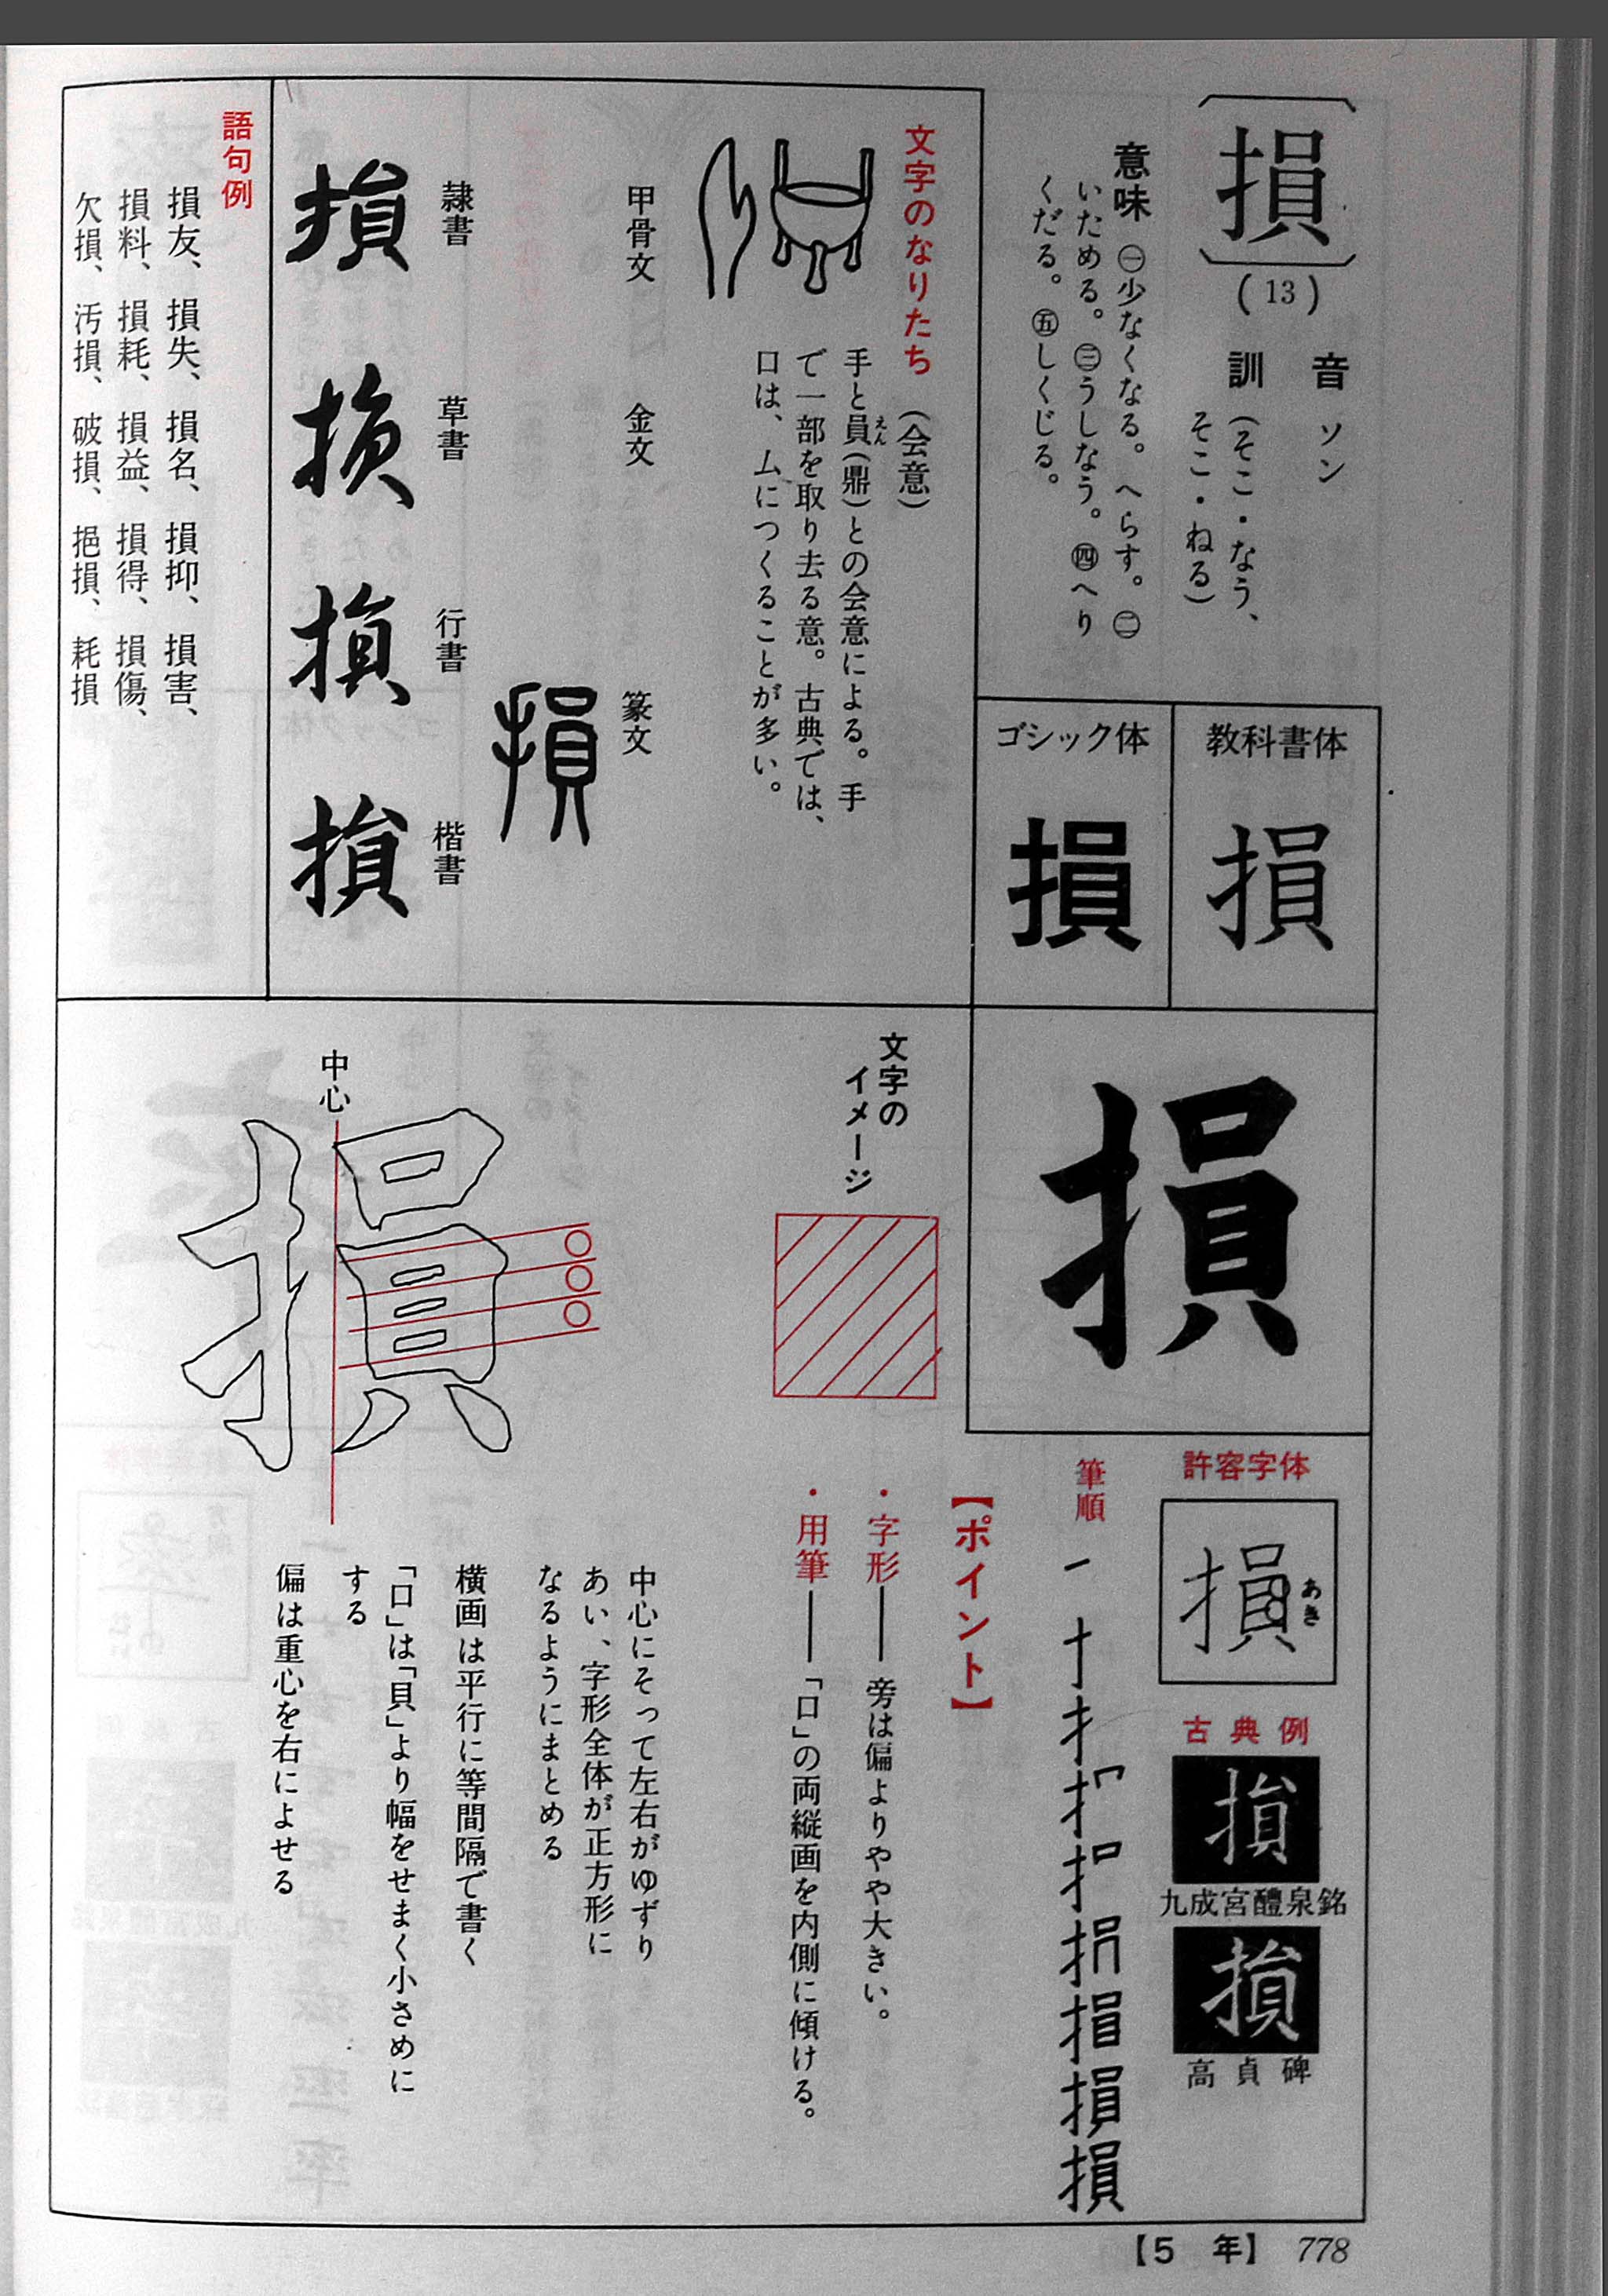 損
(13)
音 ソン
訓 (そこ・なう、
そこ・ねる)
意味 ㊀少なくなる。へらす。㊁
いためる。㊂うしなう。㊃へり
くだる。㊄しくじる。
教科書体
損
ゴシック体
損
文字のなりたち (会意)
手と員(鼎)との会意による。手
えん
で一部を取り去る意。古典では、
口は、ムにつくることが多い。
甲骨文
金文
篆文
損
隷書
損
草書
損
行書
損
楷書
損
語句例
損友、損失、損名、損抑、損害、
損料、損耗、損益、損得、損傷、
欠損、汚損、破損、挹損、耗損
損
許容字体
損
あき
古典例
損
九成宮醴泉銘
損
高貞碑
筆順
損
【ポイント】
・字形── 旁は偏よりやや大きい。
・用筆──「口」の両縦画を内側に傾ける。
文字の
イメージ
中心
損
中心にそって左右がゆずり
あい、字形全体が正方形に
なるようにまとめる
横画は平行に等間隔で書く
「口」は「貝」より幅をせまく小さめに
する
偏は重心を右によせる
【5 年】 778